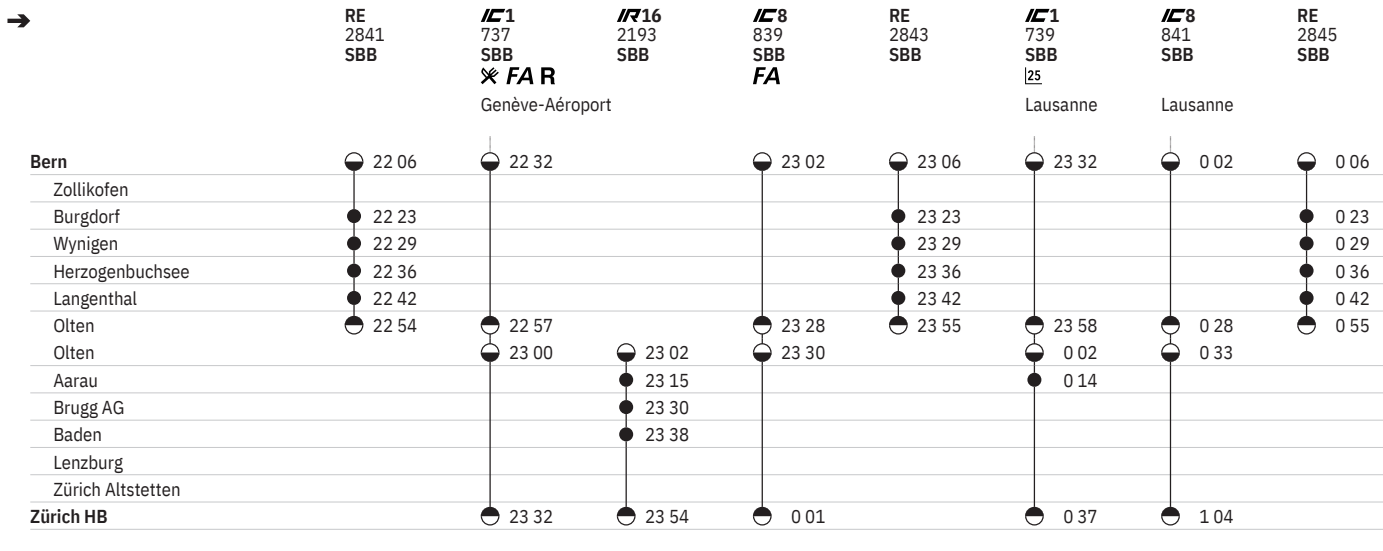 ➔ RE IC1 IR16 IC8 RE IC1 IC8 RE
2841 737 2193 839 2843 739 841 2845
SBB SBB SBB SBB SBB SBB SBB SBB
FA R FA 25
Genève-Aéroport Lausanne Lausanne
Bern 22 06 22 32 23 02 23 06 23 32 0 02 0 06
Zollikofen
Burgdorf 22 23 23 23 0 23
Wynigen 22 29 23 29 0 29
Herzogenbuchsee 22 36 23 36 0 36
Langenthal 22 42 23 42 0 42
Olten 22 54 22 57 23 28 23 55 23 58 0 28 0 55
Olten 23 00 23 02 23 30 0 02 0 33
Aarau 23 15 0 14
Brugg AG 23 30
Baden 23 38
Lenzburg
Zürich Altstetten
Zürich HB 23 32 23 54 0 01 0 37 1 04